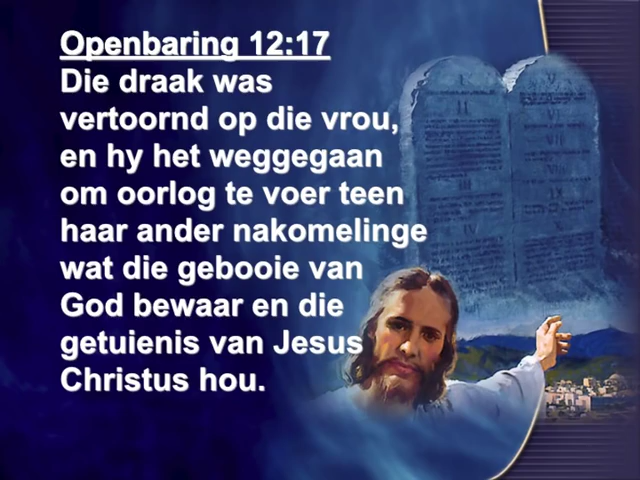 Openbaring 12:17
Die draak was
vertoornd op die vrou,
en hy het weggegaan
om oorlog te voer teen
haar ander nakomelinge
wat die gebooie van
God bewaar en die
getuienis van Jesus
Christus hou.